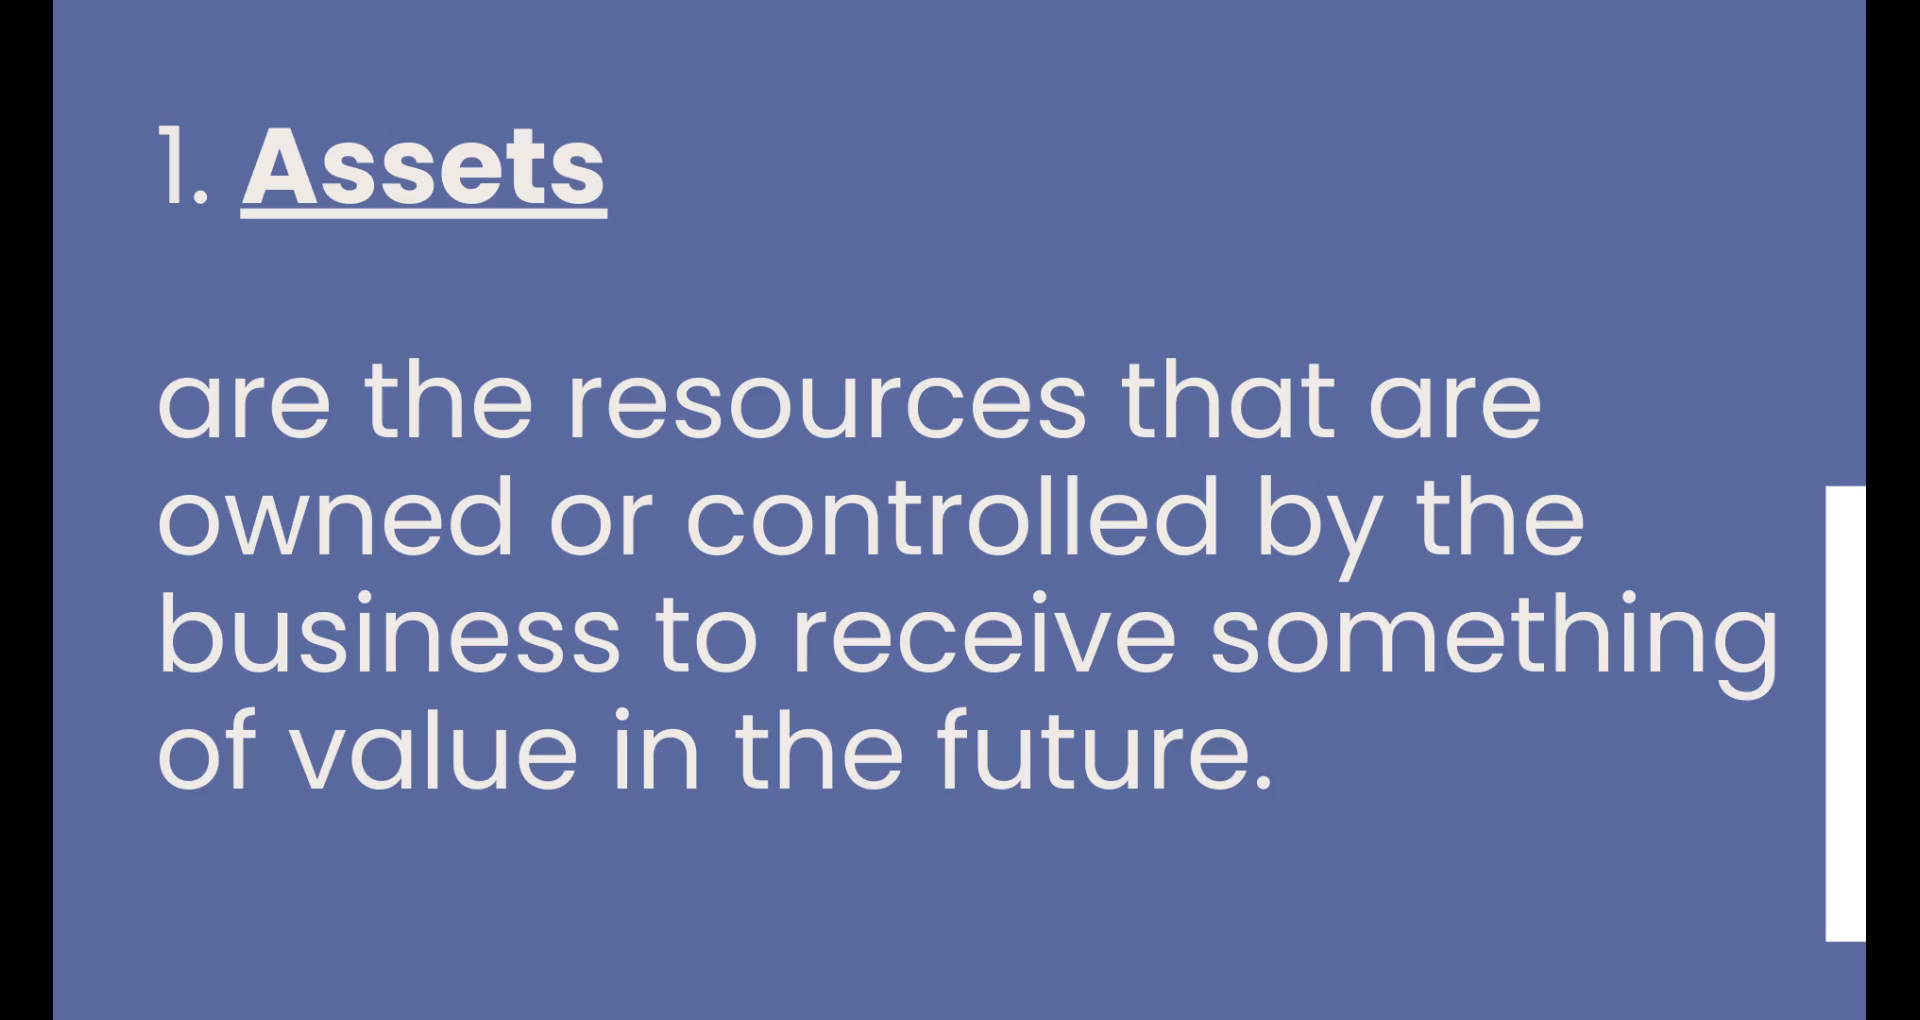 1. Assets
are the resources that are
owned or controlled by the
business to receive something
of value in the future.